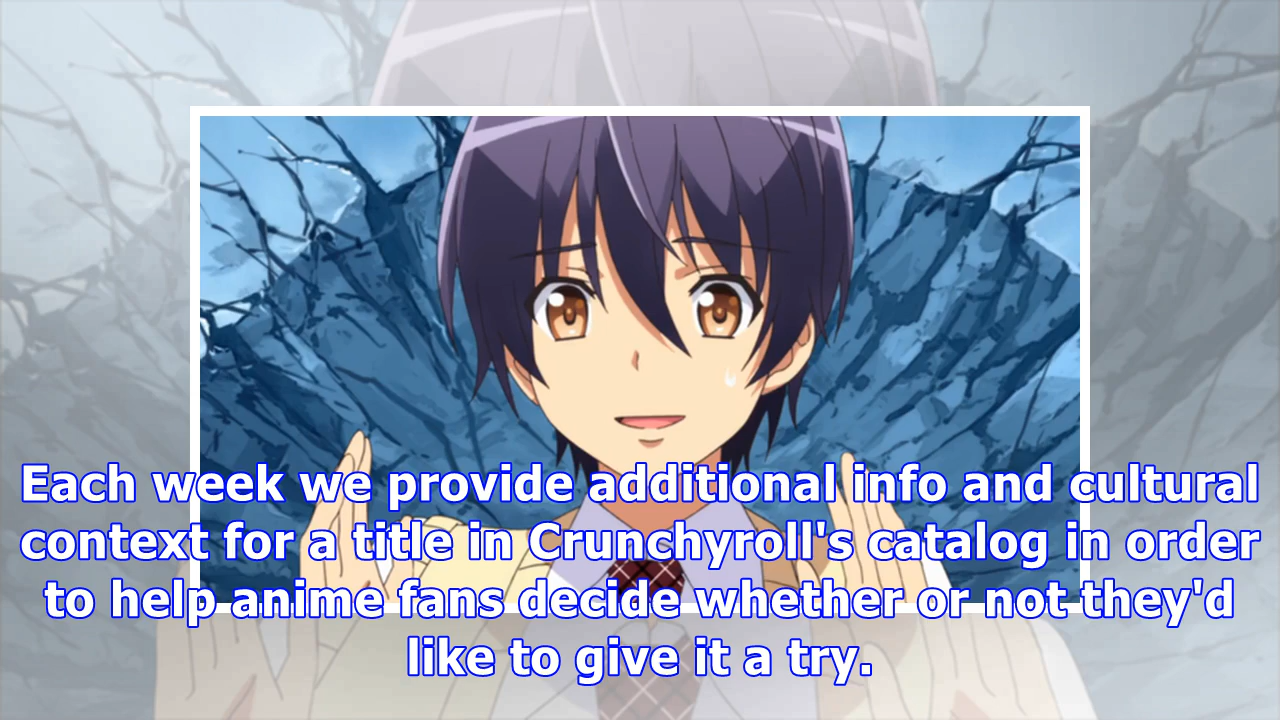 Each week we provide additional info and cultural
context for a title in Crunchyroll's catalog in order
to help anime fans decide whether or not they'd
like to give it a try.